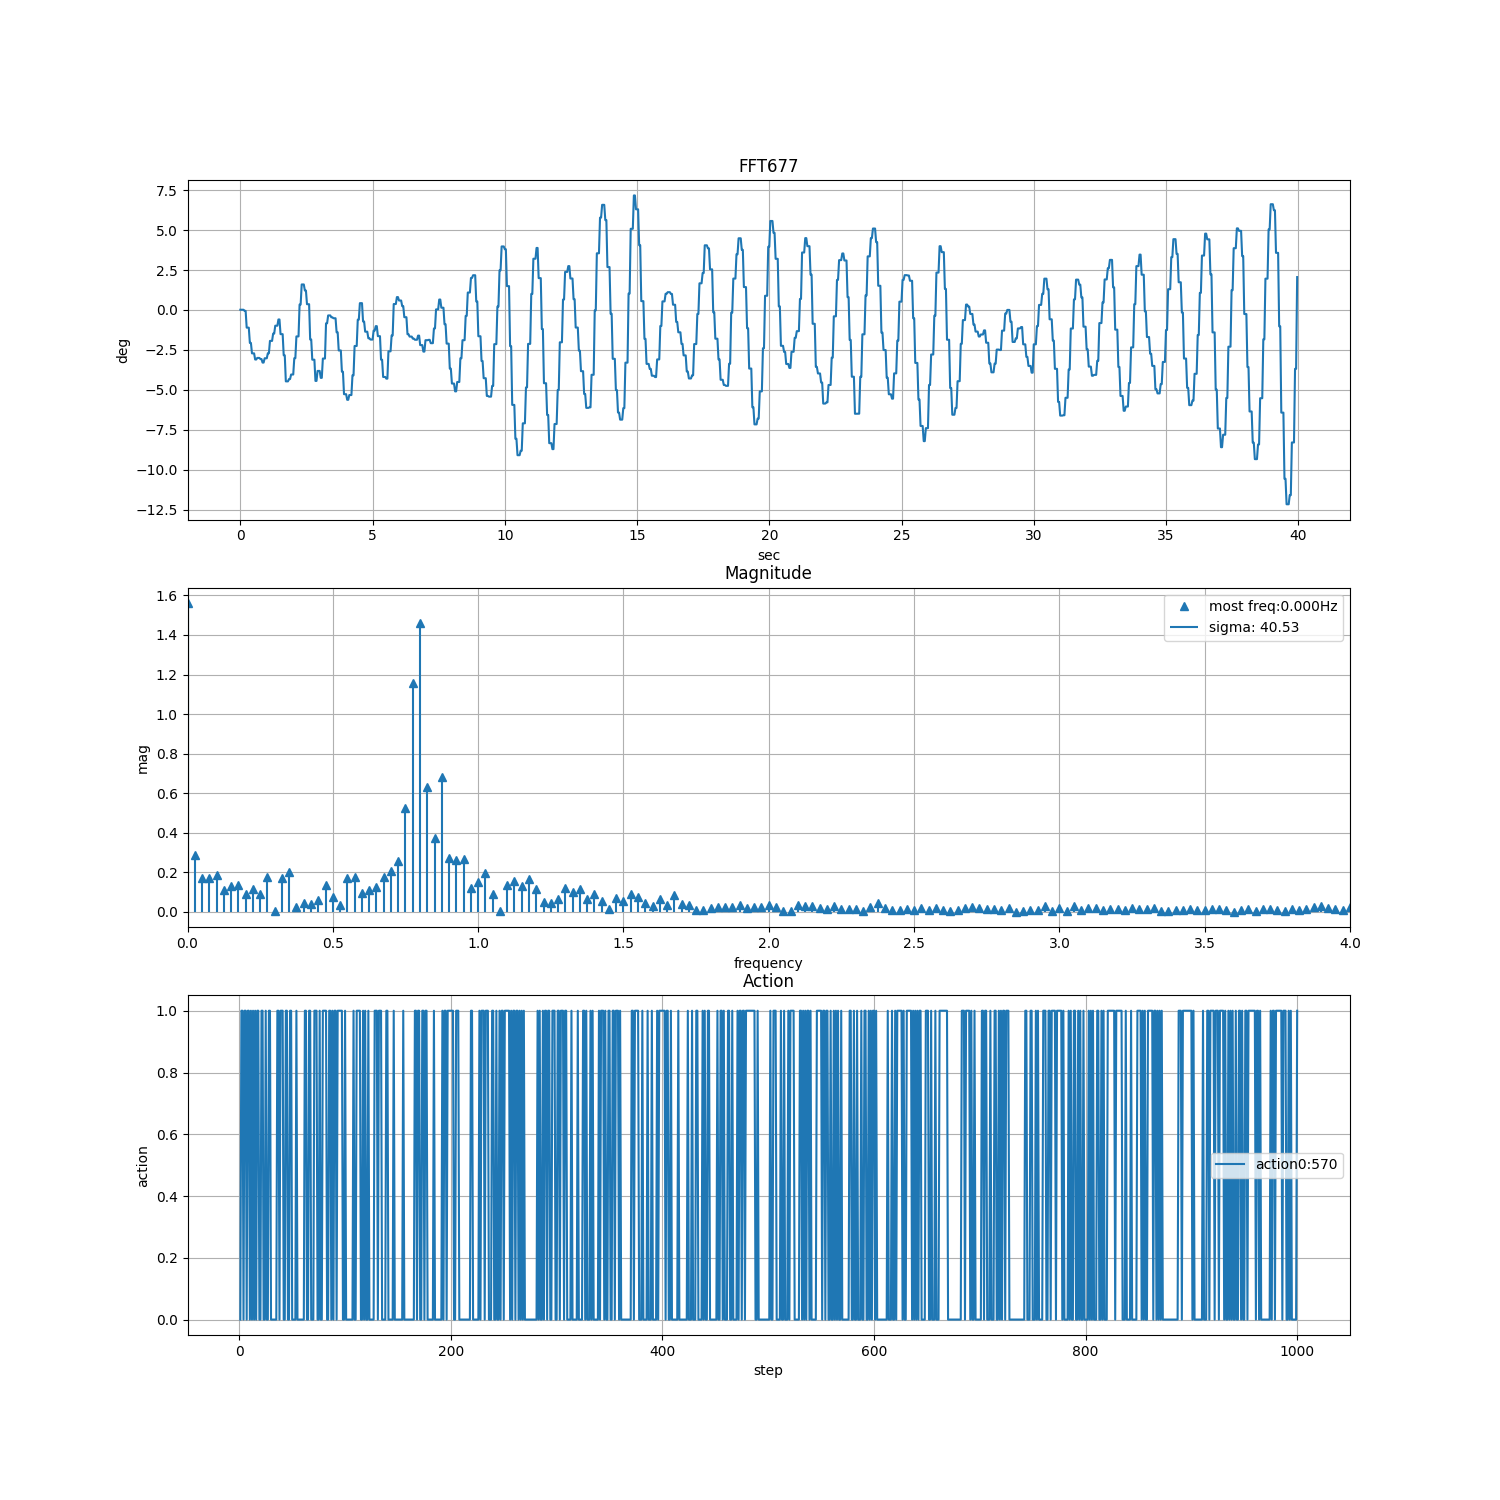 FFT677
7.5
5.0
2.5
0.0
−2.5
−5.0
−7.5
−10.0
−12.5
deg
0 5 10 15 20 25 30 35 40
sec
Magnitude
1.6
1.4
1.2
1.0
0.8
0.6
0.4
0.2
0.0
mag
most freq:0.000Hz
sigma: 40.53
0.0 0.5 1.0 1.5 2.0 2.5 3.0 3.5 4.0
frequency
Action
1.0
0.8
0.6
0.4
0.2
0.0
action
action0:570
0 200 400 600 800 1000
step